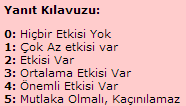 Yanıt Kılavuzu:
0: Hiçbir Etkisi Yok
1: Çok Az etkisi var
2: Etkisi Var
3: Ortalama Etkisi Var
4: Önemli Etkisi Var
5: Mutlaka Olmalı, Kaçınılamaz